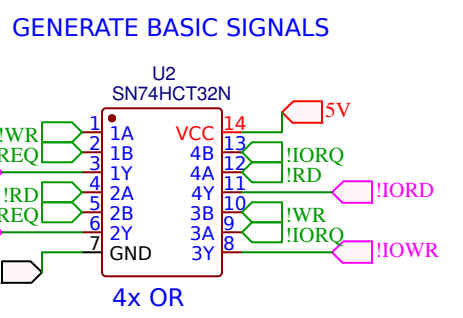 GENERATE BASIC SIGNALS
U2
SN74HCT32N
1 1A VCC 14 5V
!WR
2 1B 4B 13 !IORQ
REQ
3 1Y 4A 12 !RD
!RD 4 2A 4Y 11 !IORD
REQ 5 2B 3B 10 !WR
6 2Y 3A 9 !IORQ
7 GND 3Y 8 !IOWR
4x OR